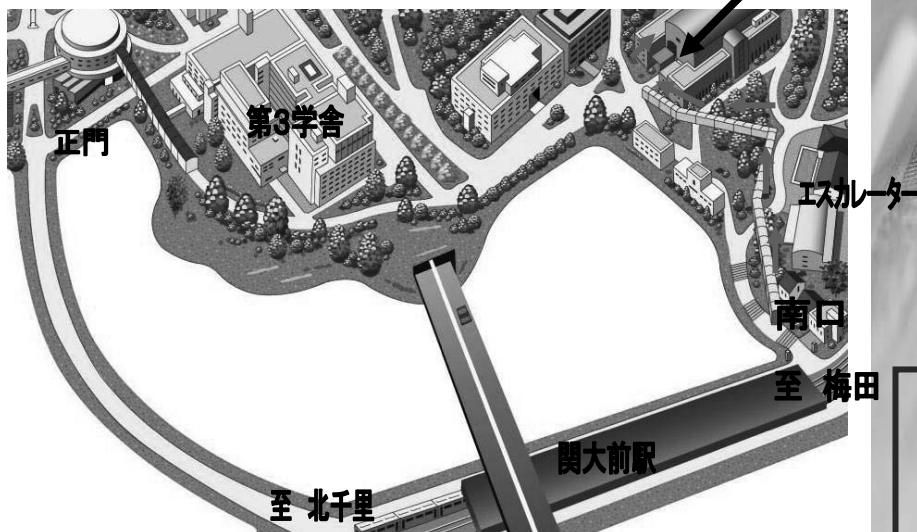 第3学舎
正門
エスカレーター
南口
至 梅田
関大前駅
至 北千里